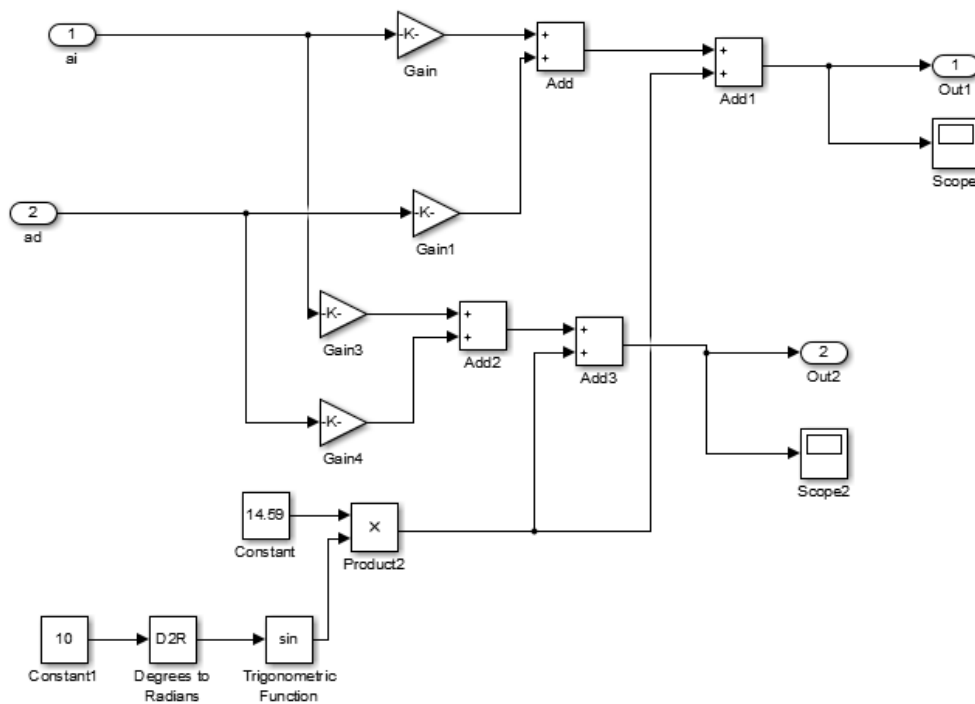 1
ai
-K-
Gain
+
+
Add
+
+
Add1
1
Out1
Scope
2
ad
-K-
Gain1
-K-
Gain3
+
+
Add2
+
+
Add3
2
Out2
-K-
Gain4
Scope2
14.59
Constant
×
Product2
10
Constant1
D2R
Degrees to
Radians
sin
Trigonometric
Function